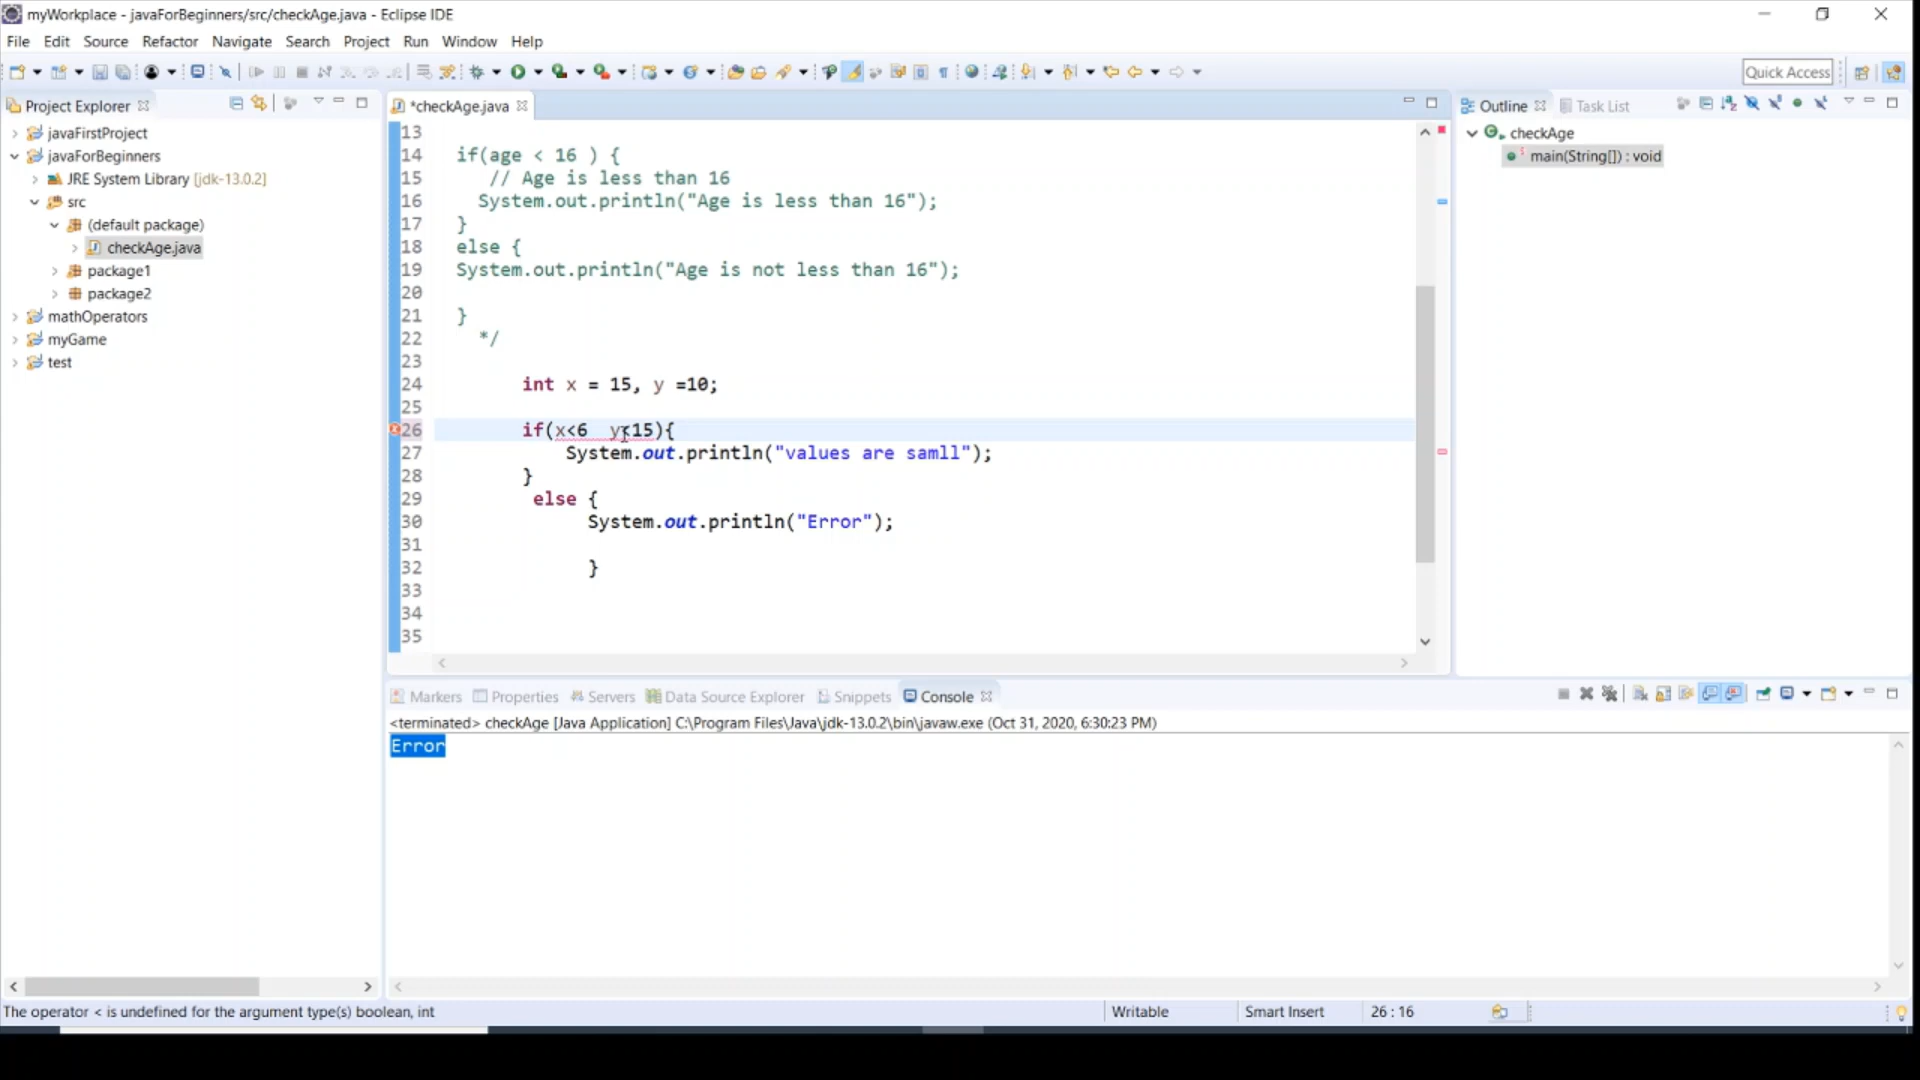 myWorkplace - javaForBeginners/src/checkAge.java - Eclipse IDE
File Edit Source Refactor Navigate Search Project Run Window Help
Quick Access
Project Explorer
*checkAge.java
Outline Task List
javaFirstProject
javaForBeginners
JRE System Library [jdk-13.0.2]
src
(default package)
checkAge.java
package1
package2
mathOperators
myGame
test
13
14 if(age < 16 ) {
15 // Age is less than 16
16 System.out.println("Age is less than 16");
17 }
18 else {
19 System.out.println("Age is not less than 16");
20
21 }
22 */
23
24 int x = 15, y =10;
25
26 if(x<6 y<15){
27 System.out.println("values are samll");
28 }
29 else {
30 System.out.println("Error");
31
32 }
33
34
35
checkAge
main(String[]) : void
Markers Properties Servers Data Source Explorer Snippets Console
<terminated> checkAge [Java Application] C:\Program Files\Java\jdk-13.0.2\bin\javaw.exe (Oct 31, 2020, 6:30:23 PM)
Error
The operator < is undefined for the argument type(s) boolean, int
Writable
Smart Insert
26 : 16